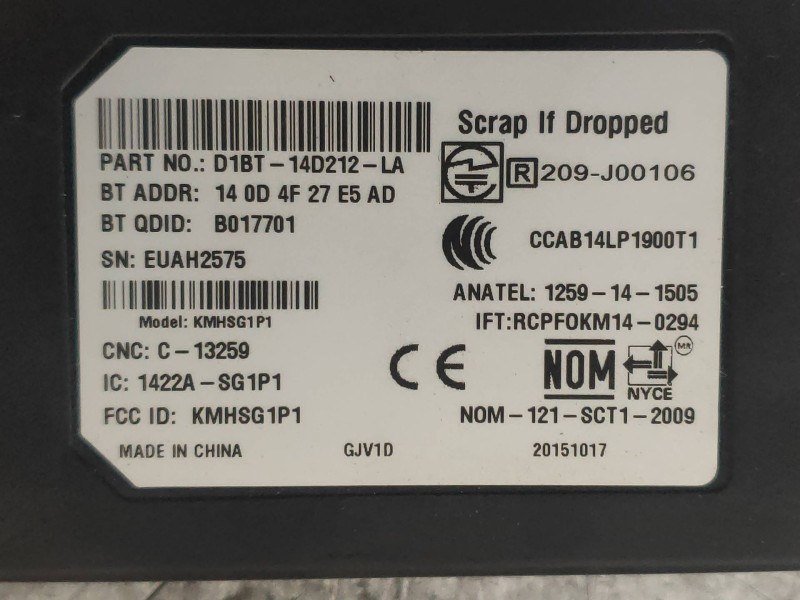 Scrap If Dropped
PART NO.: D1BT-14D212-LA
R 209-J00106
BT ADDR: 14 0D 4F 27 E5 AD
BT QDID: B017701
CCAB14LP1900T1
SN: EUAH2575
ANATEL: 1259-14-1505
Model: KMHSG1P1
IFT:RCPFOKM14-0294
CNC: C-13259
CE
NOM
MR
IC: 1422A-SG1P1
NYCE
FCC ID: KMHSG1P1
NOM-121-SCT1-2009
MADE IN CHINA
GJV1D
20151017